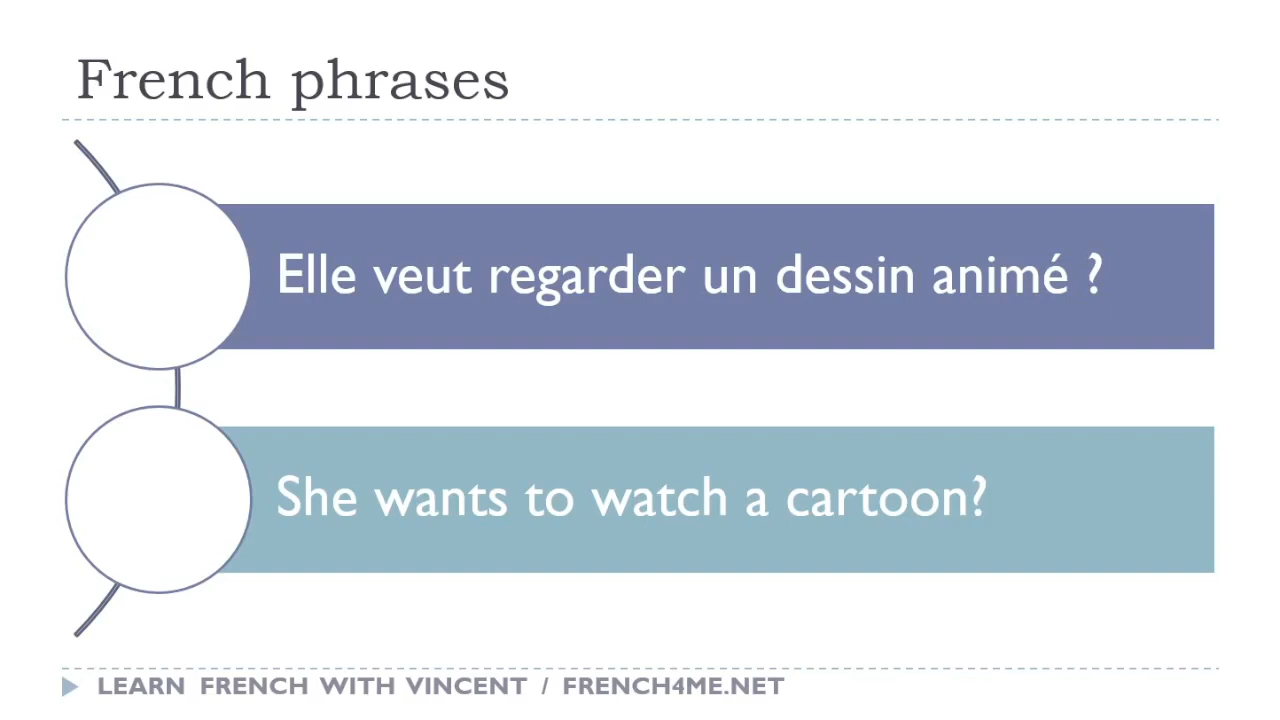 French phrases
Elle veut regarder un dessin animé ?
She wants to watch a cartoon?
LEARN FRENCH WITH VINCENT / FRENCH4ME.NET